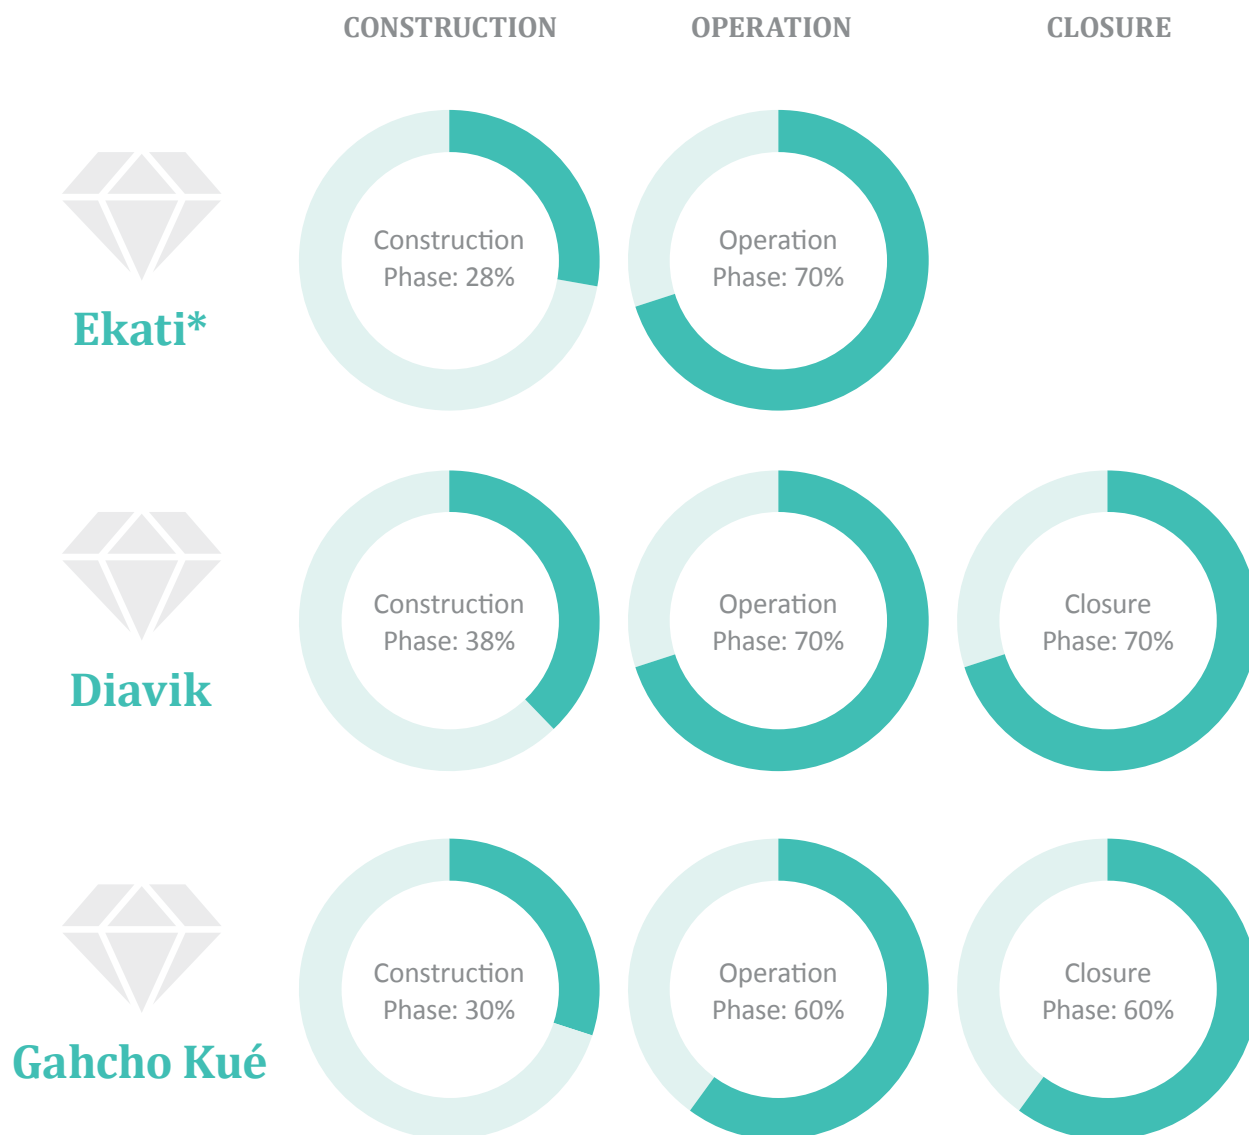 CONSTRUCTION OPERATION CLOSURE
Ekati*
Construction
Phase: 28%
Operation
Phase: 70%
Diavik
Construction
Phase: 38%
Operation
Phase: 70%
Closure
Phase: 70%
Gahcho Kué
Construction
Phase: 30%
Operation
Phase: 60%
Closure
Phase: 60%